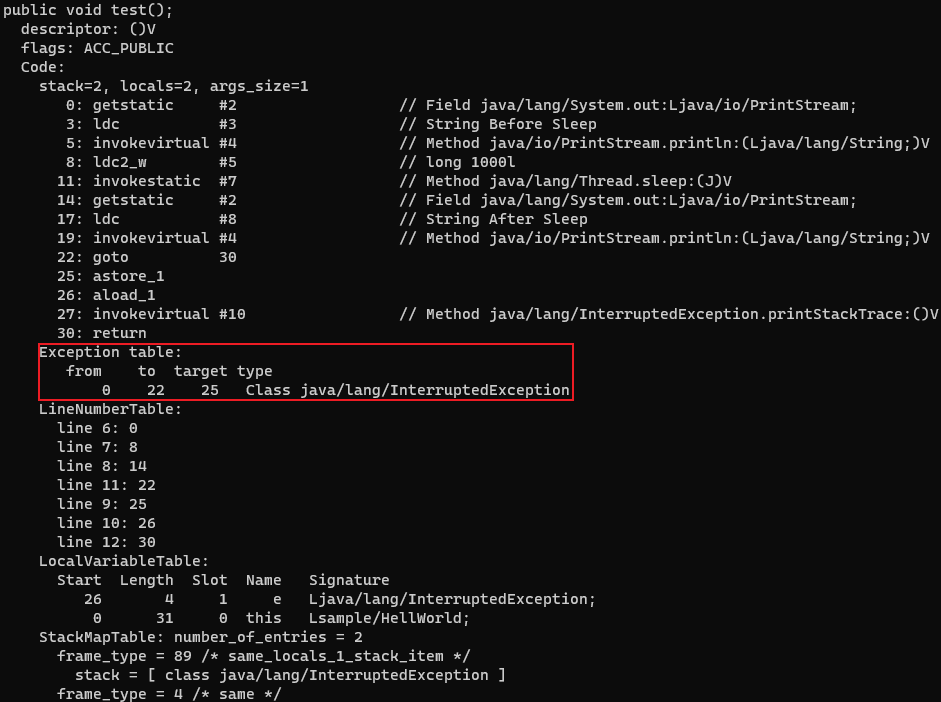 public void test();
  descriptor: ()V
  flags: ACC_PUBLIC
  Code:
    stack=2, locals=2, args_size=1
       0: getstatic     #2                  // Field java/lang/System.out:Ljava/io/PrintStream;
       3: ldc           #3                  // String Before Sleep
       5: invokevirtual #4                  // Method java/io/PrintStream.println:(Ljava/lang/String;)V
       8: ldc2_w        #5                  // long 1000l
      11: invokestatic  #7                  // Method java/lang/Thread.sleep:(J)V
      14: getstatic     #2                  // Field java/lang/System.out:Ljava/io/PrintStream;
      17: ldc           #8                  // String After Sleep
      19: invokevirtual #4                  // Method java/io/PrintStream.println:(Ljava/lang/String;)V
      22: goto          30
      25: astore_1
      26: aload_1
      27: invokevirtual #10                 // Method java/lang/InterruptedException.printStackTrace:()V
      30: return
    Exception table:
       from    to  target type
           0    22    25   Class java/lang/InterruptedException
    LineNumberTable:
      line 6: 0
      line 7: 8
      line 8: 14
      line 11: 22
      line 9: 25
      line 10: 26
      line 12: 30
    LocalVariableTable:
      Start  Length  Slot  Name   Signature
         26       4     1     e   Ljava/lang/InterruptedException;
          0      31     0  this   Lsample/HellWorld;
    StackMapTable: number_of_entries = 2
      frame_type = 89 /* same_locals_1_stack_item */
        stack = [ class java/lang/InterruptedException ]
      frame_type = 4 /* same */